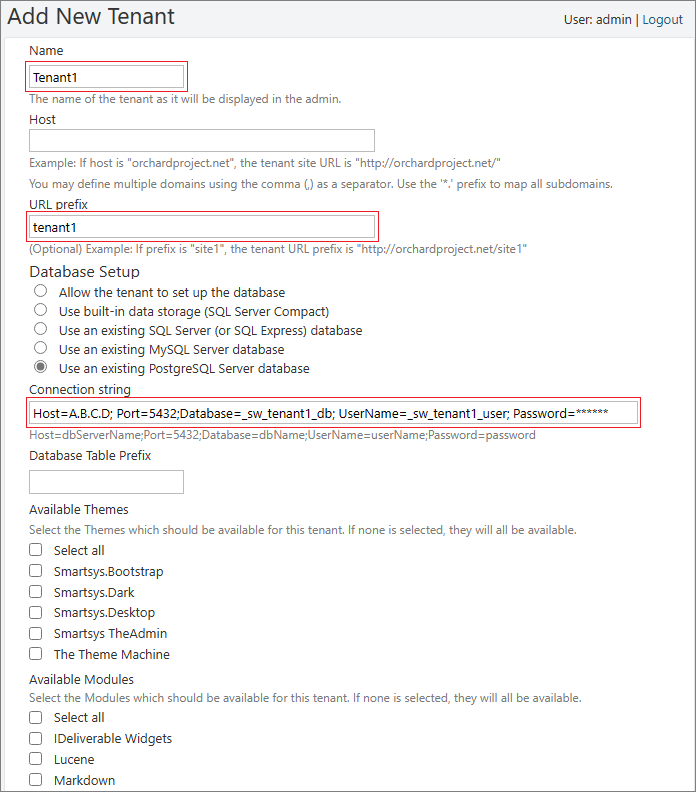 Add New Tenant
User: admin | Logout
Name
Tenant1
The name of the tenant as it will be displayed in the admin.
Host
Example: If host is "orchardproject.net", the tenant site URL is "http://orchardproject.net/"
You may define multiple domains using the comma (,) as a separator. Use the '*.' prefix to map all subdomains.
URL prefix
tenant1
(Optional) Example: If prefix is "site1", the tenant URL prefix is "http://orchardproject.net/site1"
Database Setup
Allow the tenant to set up the database
Use built-in data storage (SQL Server Compact)
Use an existing SQL Server (or SQL Express) database
Use an existing MySQL Server database
Use an existing PostgreSQL Server database
Connection string
Host=A.B.C.D; Port=5432;Database=_sw_tenant1_db; UserName=_sw_tenant1_user; Password=******
Host=dbServerName;Port=5432;Database=dbName;UserName=userName;Password=password
Database Table Prefix
Available Themes
Select the Themes which should be available for this tenant. If none is selected, they will all be available.
Select all
Smartsys.Bootstrap
Smartsys.Dark
Smartsys.Desktop
Smartsys TheAdmin
The Theme Machine
Available Modules
Select the Modules which should be available for this tenant. If none is selected, they will all be available.
Select all
IDeliverable Widgets
Lucene
Markdown